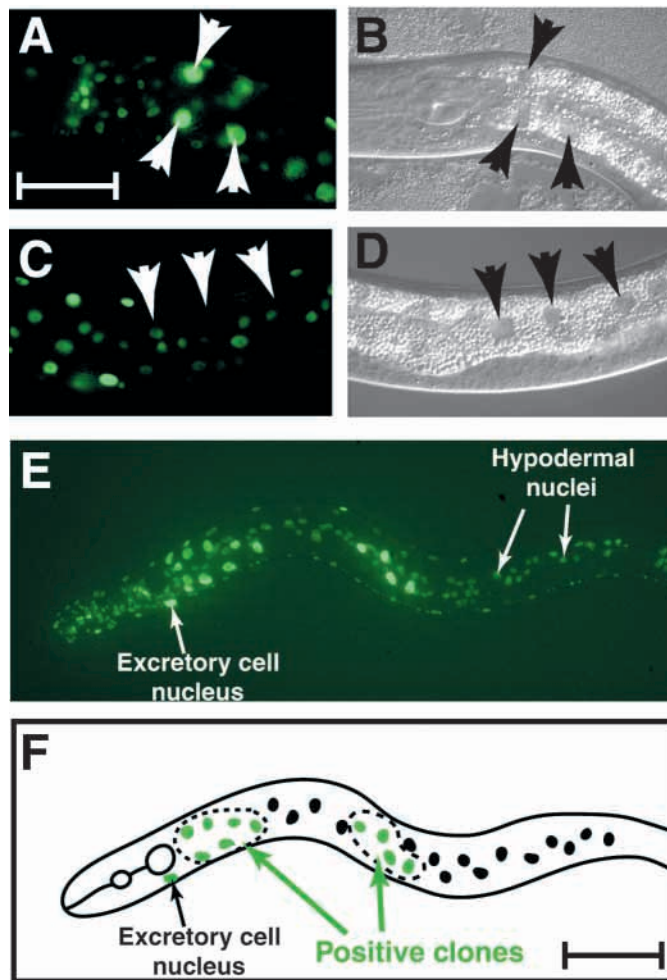 A
B
C
D
E
Hypodermal
nuclei
Excretory cell
nucleus
F
Excretory cell
nucleus
Positive clones